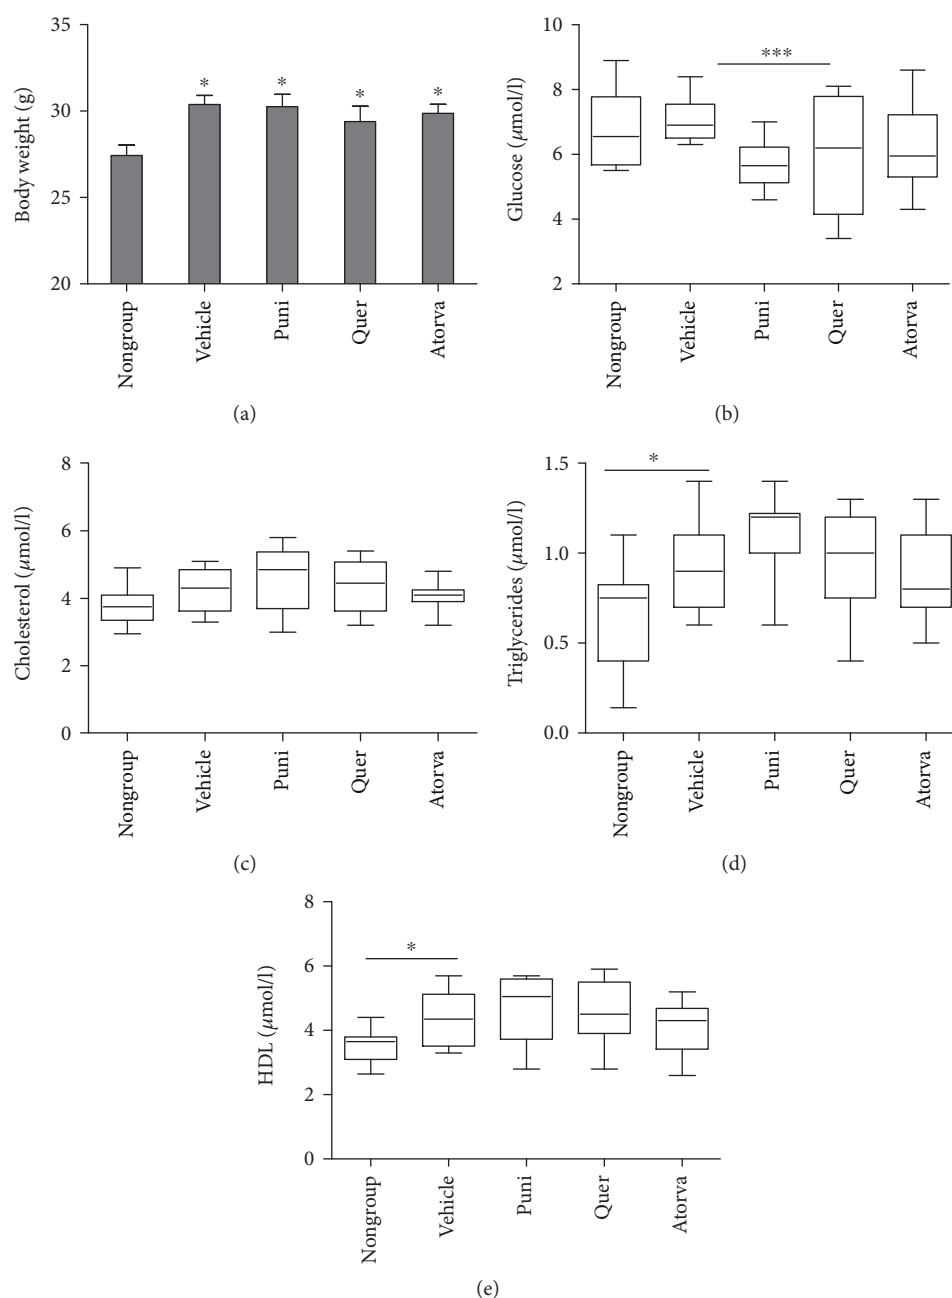 35
30
25
20
Body weight (g)
*
*
*
*
Nongroup
Vehicle
Puni
Quer
Atorva
(a)
10
8
6
4
2
Glucose (μmol/l)
***
Nongroup
Vehicle
Puni
Quer
Atorva
(b)
8
6
4
2
0
Cholesterol (μmol/l)
Nongroup
Vehicle
Puni
Quer
Atorva
(c)
1.5
1.0
0.5
0.0
Triglycerides (μmol/l)
*
Nongroup
Vehicle
Puni
Quer
Atorva
(d)
8
6
4
2
0
HDL (μmol/l)
*
Nongroup
Vehicle
Puni
Quer
Atorva
(e)